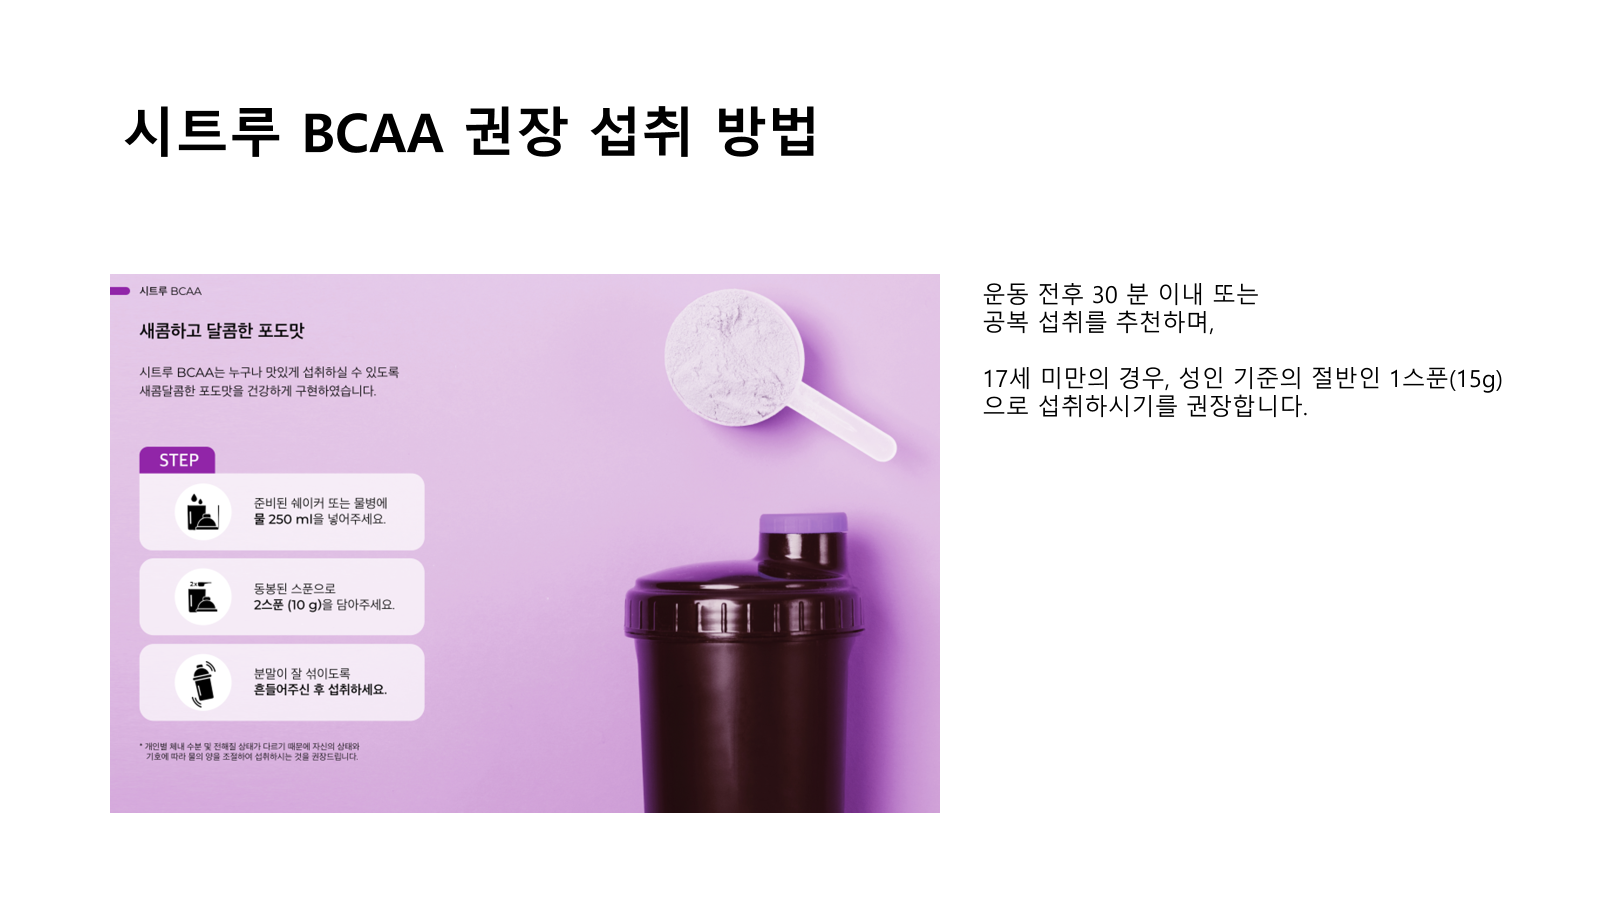 시트루 BCAA 권장 섭취 방법
시트루 BCAA
새콤하고 달콤한 포도맛
시트루 BCAA는 누구나 맛있게 섭취하실 수 있도록
새콤달콤한 포도맛을 건강하게 구현하였습니다.
STEP
준비된 쉐이커 또는 물병에
물 250 ml을 넣어주세요.
2x
동봉된 스푼으로
2스푼 (10 g)을 담아주세요.
분말이 잘 섞이도록
흔들어주신 후 섭취하세요.
* 개인별 체내 수분 및 전해질 상태가 다르기 때문에 자신의 상태와
기호에 따라 물의 양을 조절하여 섭취하시는 것을 권장드립니다.
운동 전후 30 분 이내 또는
공복 섭취를 추천하며,
17세 미만의 경우, 성인 기준의 절반인 1스푼(15g)
으로 섭취하시기를 권장합니다.